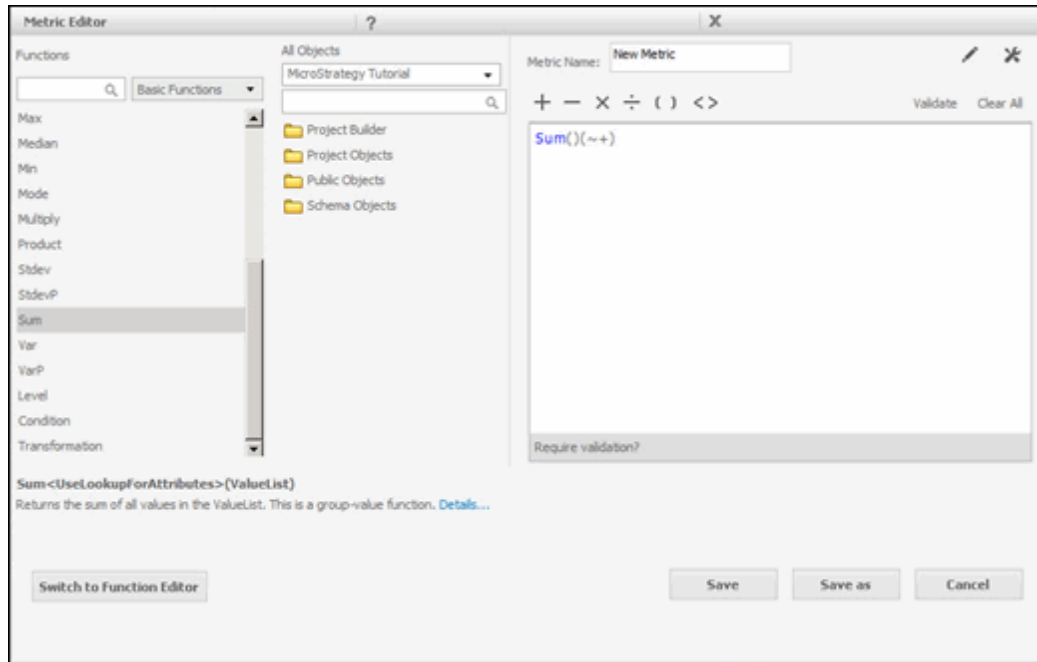 Metric Editor ? X
Functions
Basic Functions
Max
Median
Min
Mode
Multiply
Product
Stdev
StdevP
Sum
Var
VarP
Level
Condition
Transformation
All Objects
MicroStrategy Tutorial
Project Builder
Project Objects
Public Objects
Schema Objects
Metric Name: New Metric
+ − × ÷ ( ) < >
Validate Clear All
Sum()(~+)
Require validation?
Sum<UseLookupForAttributes>(ValueList)
Returns the sum of all values in the ValueList. This is a group-value function. Details...
Switch to Function Editor
Save Save as Cancel